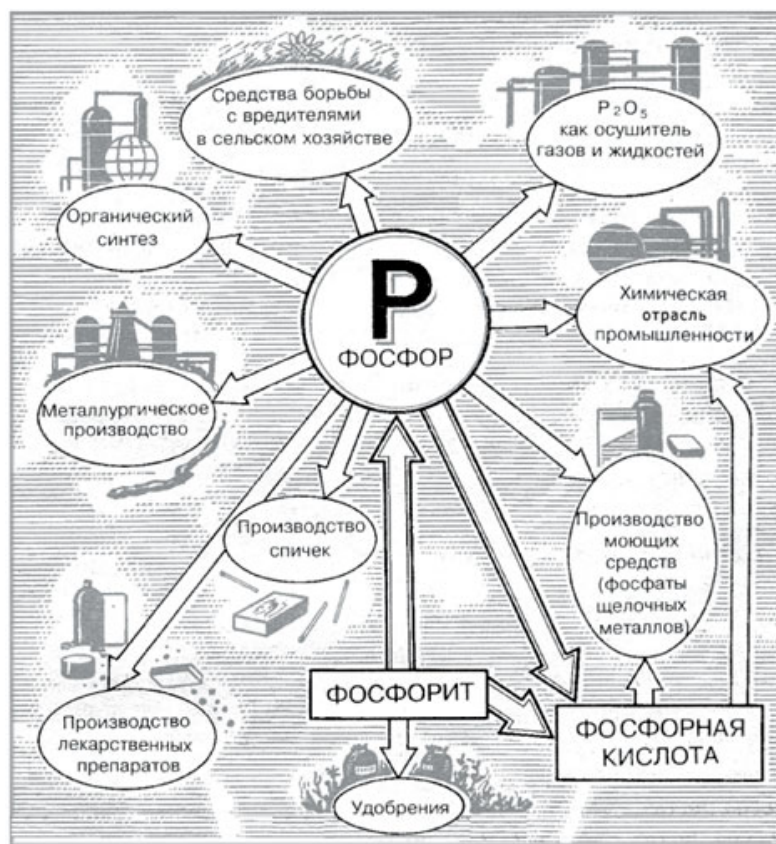 Средства борьбы
с вредителями
в сельском хозяйстве
P₂O₅
как осушитель
газов и жидкостей
Органический
синтез
Химическая
отрасль
промышленности
P
ФОСФОР
Металлургическое
производство
Производство
спичек
Производство
моющих
средств
(фосфаты
щелочных
металлов)
Производство
лекарственных
препаратов
ФОСФОРИТ
ФОСФОРНАЯ
КИСЛОТА
Удобрения